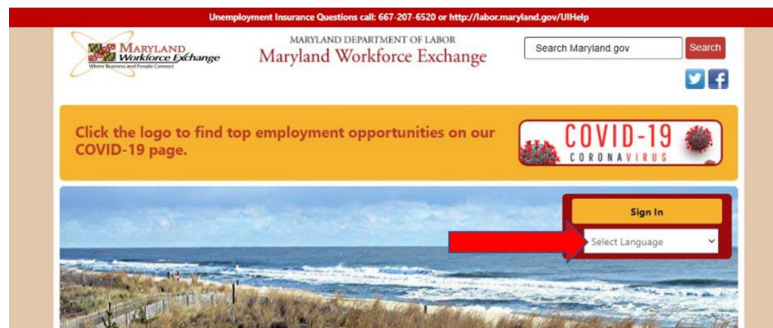 Unemployment Insurance Questions call: 667-207-6520 or http://labor.maryland.gov/UIHelp
MARYLAND
Workforce Exchange
Where Business and People Connect
MARYLAND DEPARTMENT OF LABOR
Maryland Workforce Exchange
Search Maryland.gov
Search
Click the logo to find top employment opportunities on our
COVID-19 page.
COVID-19
CORONAVIRUS
Sign In
Select Language